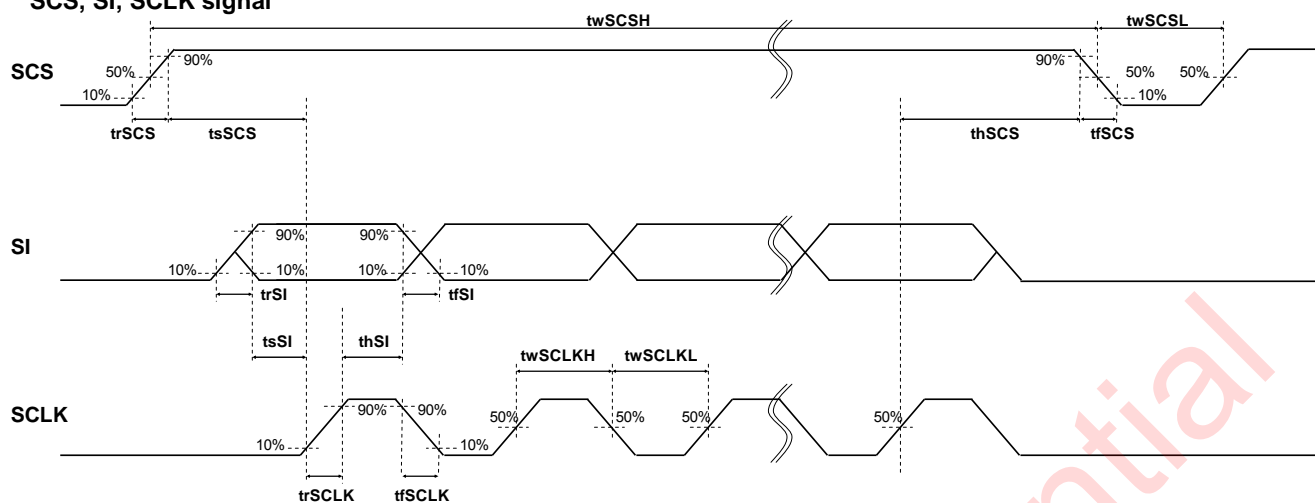 SCS, SI, SCLK signal
twSCSH
twSCSL
SCS
50%
90%
10%
90%
50%
50%
10%
trSCS
tsSCS
thSCS
tfSCS
SI
90%
90%
10%
10%
10%
10%
trSI
tfSI
tsSI
thSI
twSCLKH
twSCLKL
SCLK
90%
90%
50%
50%
50%
50%
10%
10%
trSCLK
tfSCLK
ential